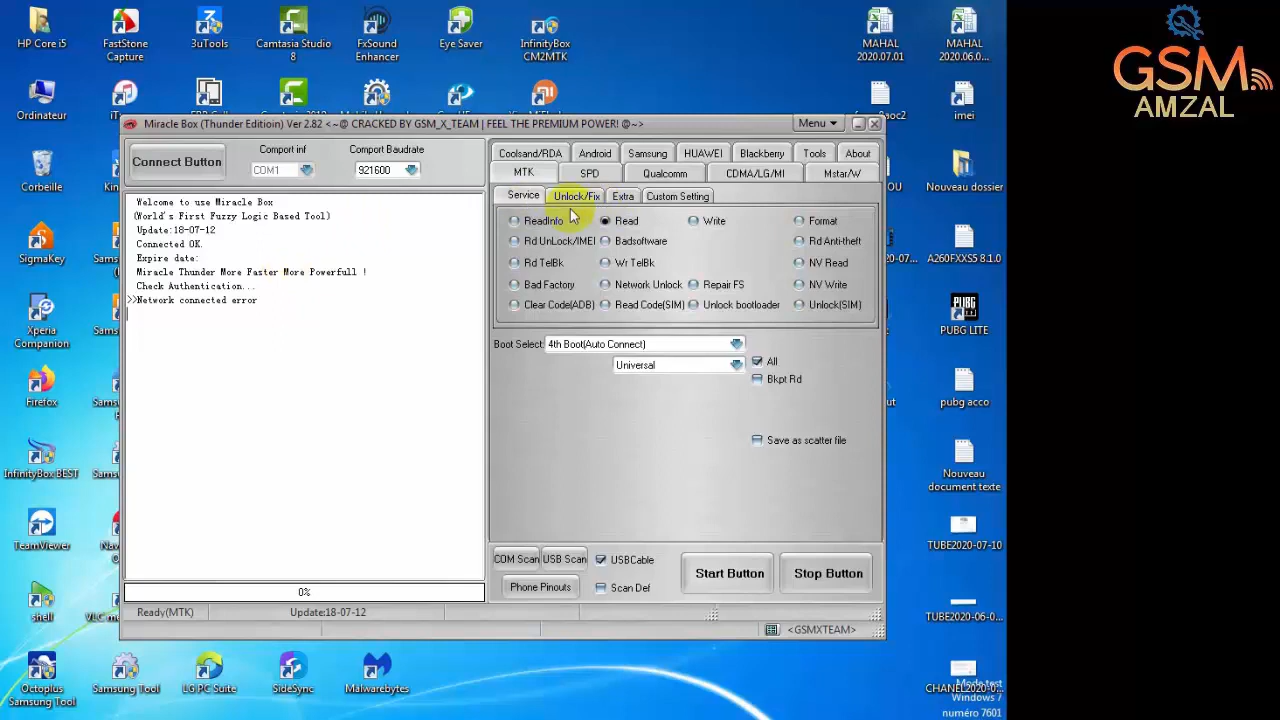 HP Core i5
FastStone
Capture
3uTools
Camtasia Studio
8
FxSound
Enhancer
Eye Saver
InfinityBox
CM2MTK
MAHAL
2020.07.01
MAHAL
2020.06.0...
GSM
AMZAL
Ordinateur
imei
Miracle Box (Thunder Editioin) Ver 2.82 <~@ CRACKED BY GSM_X_TEAM | FEEL THE PREMIUM POWER! @~>
Menu
Connect Button
Comport inf
Comport Baudrate
COM1
921600
Coolsand/RDA
Android
Samsung
HUAWEI
Blackberry
Tools
About
MTK
SPD
Qualcomm
CDMA/LG/MI
Mstar/W
Service
Unlock/Fix
Extra
Custom Setting
ReadInfo
Read
Write
Format
Rd UnLock/IMEI
Badsoftware
Rd Anti-theft
Rd TelBk
Wr TelBk
NV Read
Bad Factory
Network Unlock
Repair FS
NV Write
Clear Code(ADB)
Read Code(SIM)
Unlock bootloader
Unlock(SIM)
Welcome to use Miracle Box
(World's First Fuzzy Logic Based Tool)
Update:18-07-12
Connected OK.
Expire date:
Miracle Thunder More Faster More Powerfull !
Check Authentication...
>>Network connected error
Boot Select:
4th Boot(Auto Connect)
Universal
All
Bkpt Rd
Save as scatter file
COM Scan
USB Scan
USBCable
Phone Pinouts
Scan Def
Start Button
Stop Button
0%
Ready(MTK)
Update:18-07-12
<GSMXTEAM>
Corbeille
Nouveau dossier
SigmaKey
A260FXXS5 8.1.0
Xperia
Companion
PUBG LITE
Firefox
pubg acco
InfinityBox BEST
Nouveau
document texte
TeamViewer
TUBE2020-07-10
shell
TUBE2020-06-0...
Octoplus
Samsung Tool
Samsung Tool
LG PC Suite
SideSync
Malwarebytes
CHANEL2020-0...
Mode test
Windows 7
numéro 7601